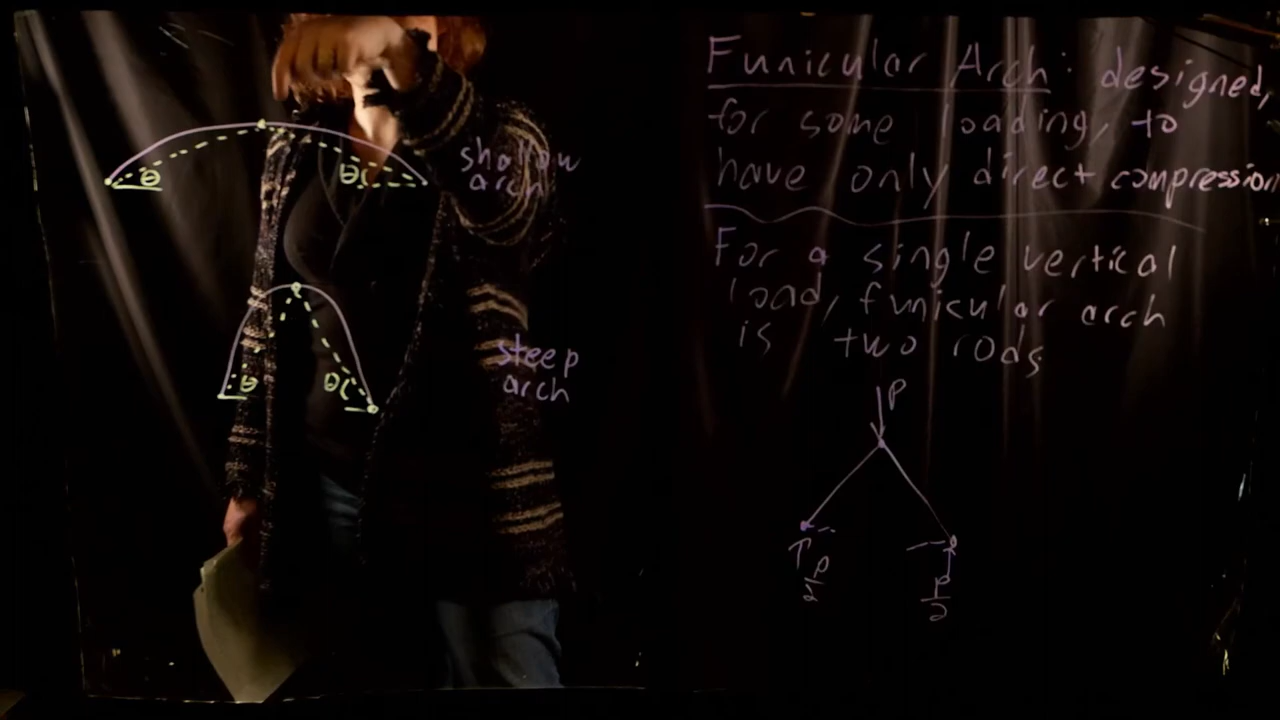 Funicular Arch: designed,
for some loading, to
have only direct compression
For a single vertical
load, funicular arch
is two rods
P
P/2
P/2
θ
θ
shallow
arch
θ
θ
steep
arch